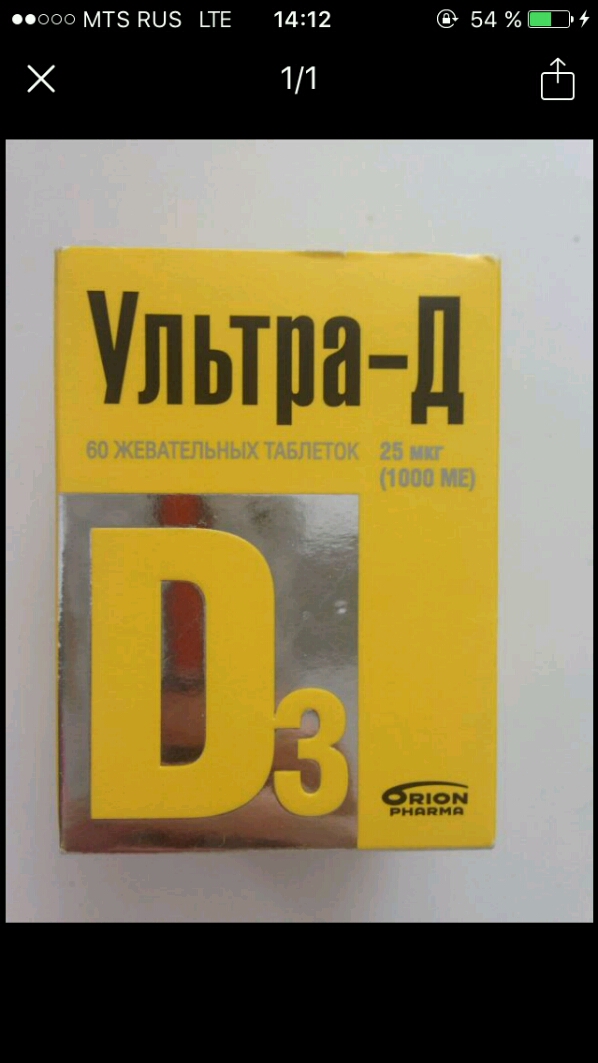 MTS RUS LTE 14:12 54 %
1/1
Ультра-Д
60 ЖЕВАТЕЛЬНЫХ ТАБЛЕТОК 25 мкг
(1000 МЕ)
D3
ORION
PHARMA